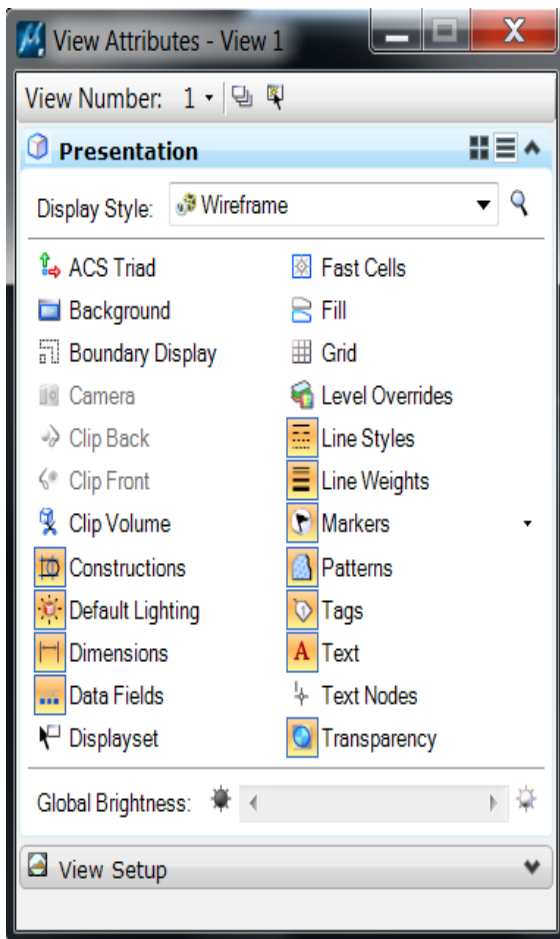 View Attributes - View 1
View Number: 1
Presentation
Display Style: Wireframe
ACS Triad Fast Cells
Background Fill
Boundary Display Grid
Camera Level Overrides
Clip Back Line Styles
Clip Front Line Weights
Clip Volume Markers
Constructions Patterns
Default Lighting Tags
Dimensions Text
Data Fields Text Nodes
Displayset Transparency
Global Brightness:
View Setup